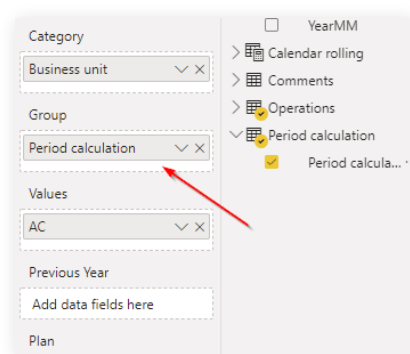 Category
Business unit
Group
Period calculation
Values
AC
Previous Year
Add data fields here
Plan
YearMM
Calendar rolling
Comments
Operations
Period calculation
Period calcula...